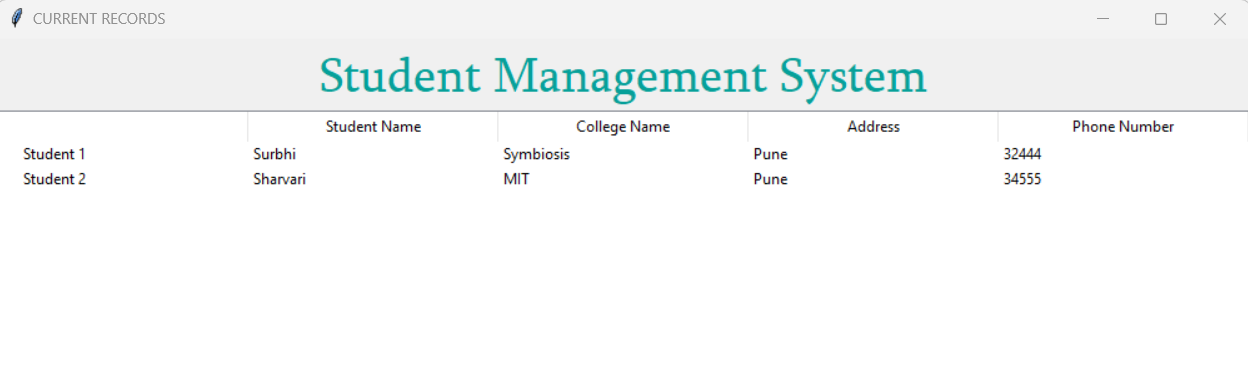 CURRENT RECORDS
Student Management System
Student Name College Name Address Phone Number
Student 1 Surbhi Symbiosis Pune 32444
Student 2 Sharvari MIT Pune 34555